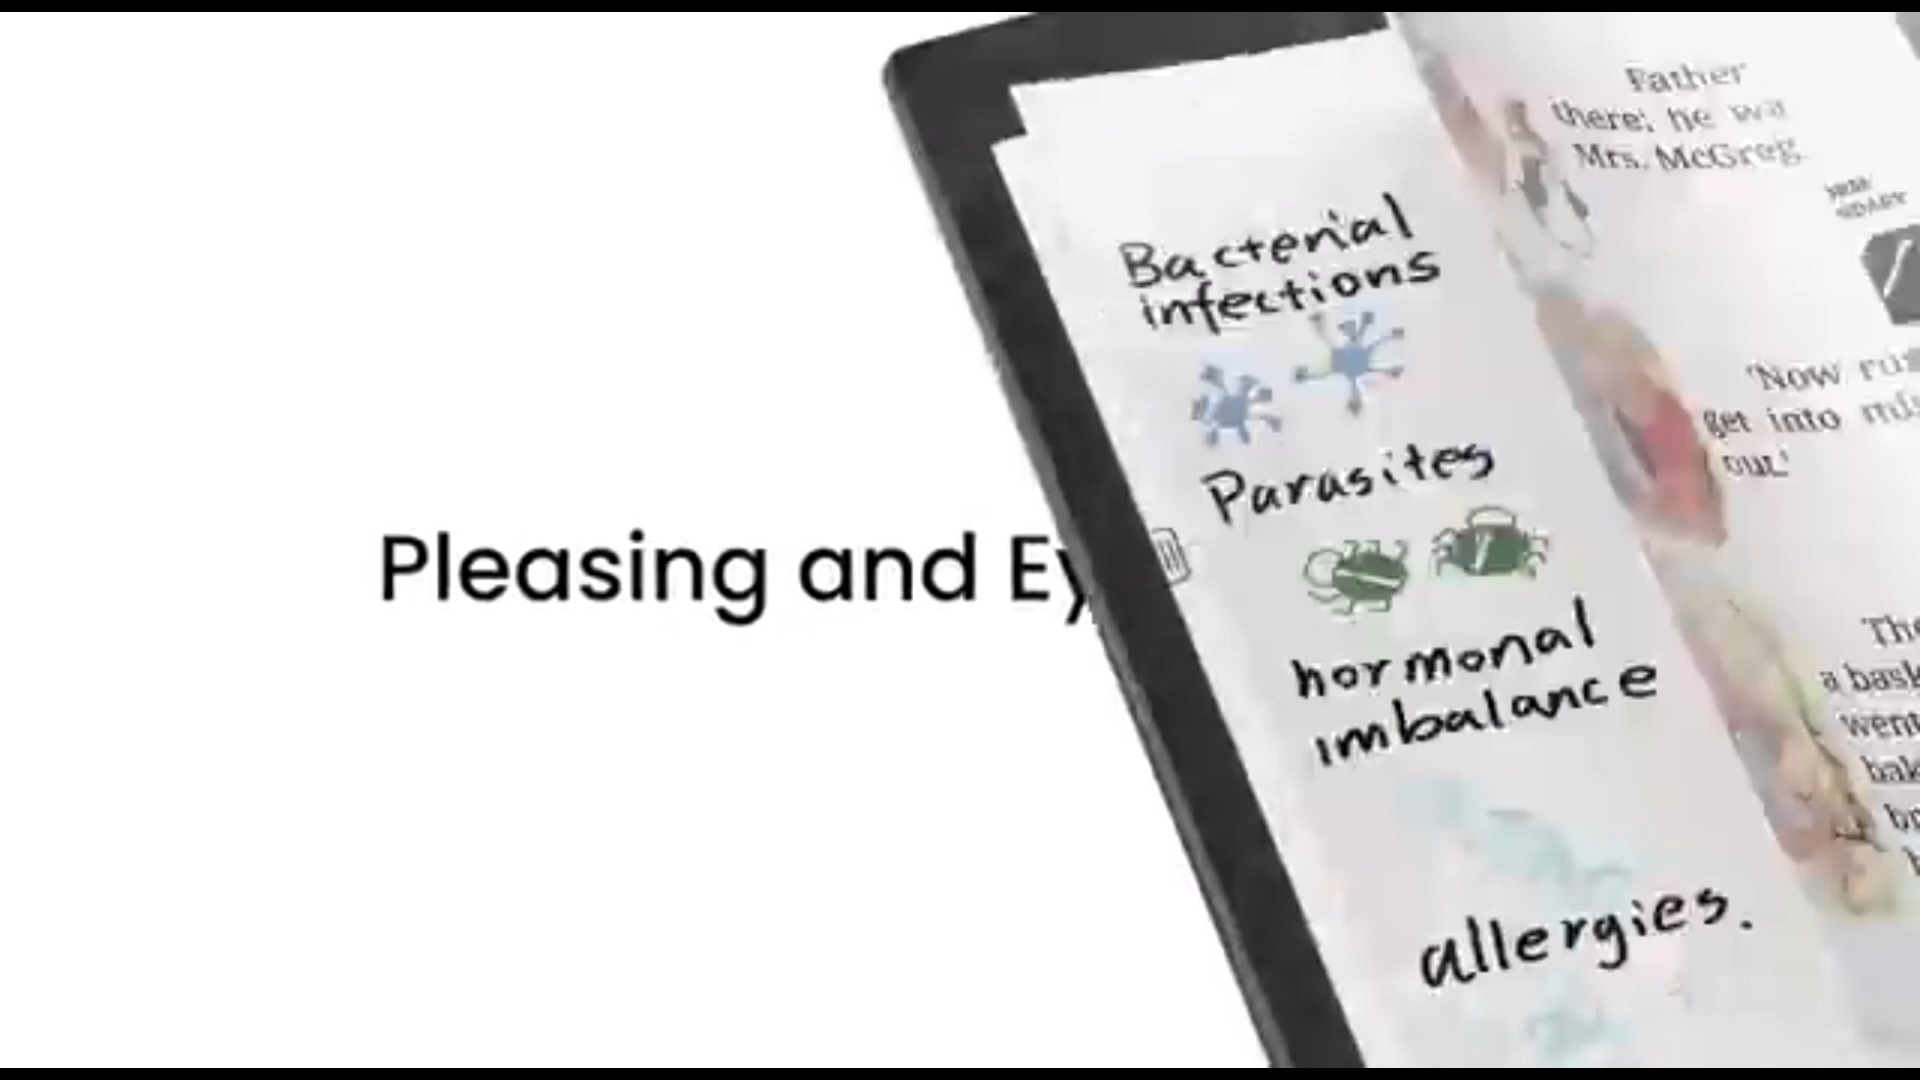 Pleasing and Ey
Bacterial
infections
Parasites
hormonal
imbalance
allergies.
Father
there; he wa
Mrs. McGreg
'Now ru
get into mis
out.'
The
a bask
went
bak